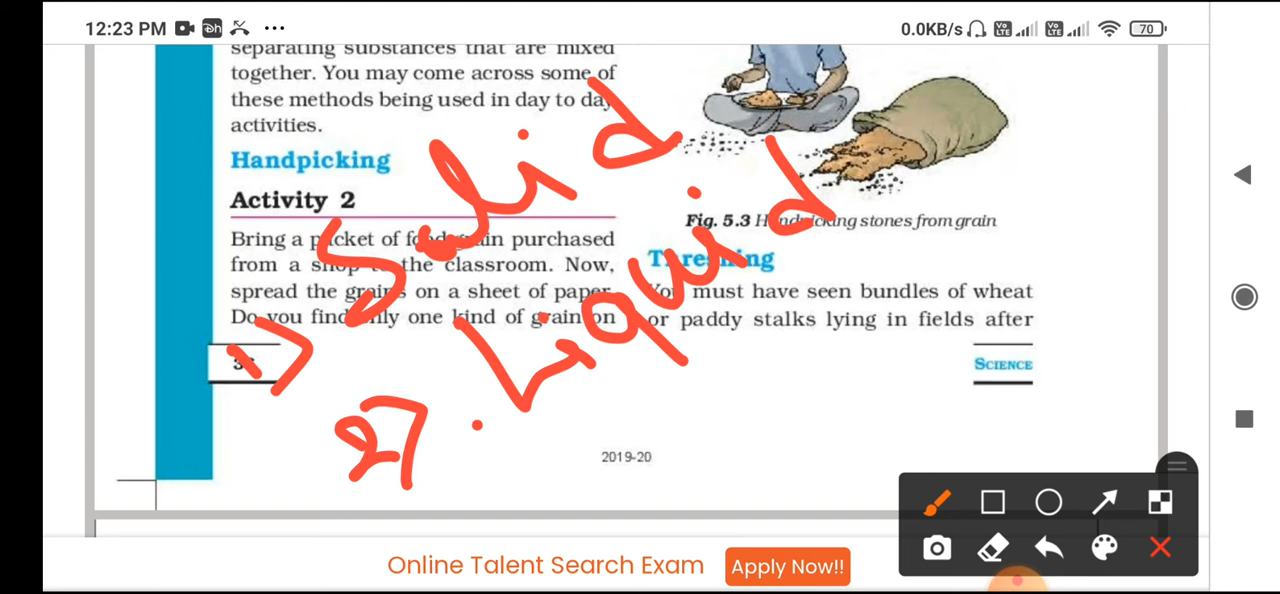 12:23 PM
0.0KB/s
70
separating substances that are mixed
together. You may come across some of
these methods being used in day to day
activities.
Handpicking
Activity 2
Bring a packet of food grain purchased
from a shop to the classroom. Now,
spread the grains on a sheet of paper.
Do you find only one kind of grain on
36
Fig. 5.3 Handpicking stones from grain
Threshing
You must have seen bundles of wheat
or paddy stalks lying in fields after
SCIENCE
2019-20
1) Solid
2). Liquid
Online Talent Search Exam
Apply Now!!